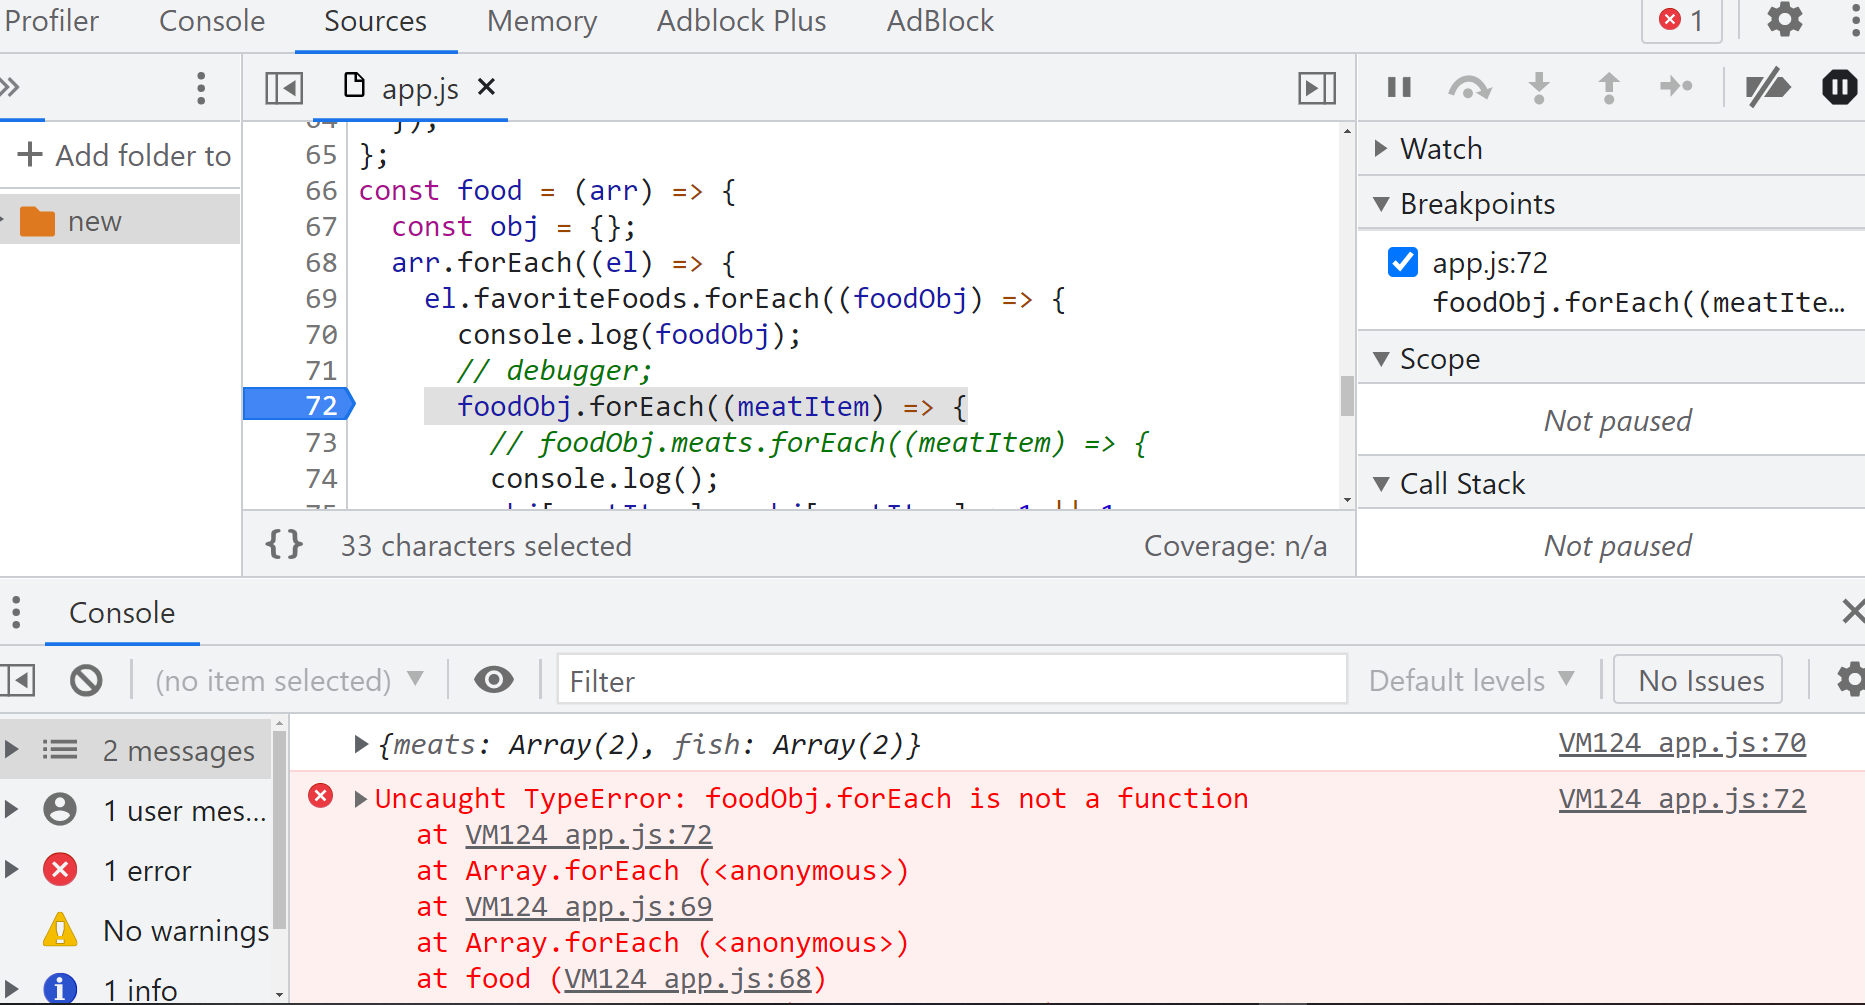 Profiler Console Sources Memory Adblock Plus AdBlock 1
app.js
Add folder to
new
64 });
65 };
66 const food = (arr) => {
67 const obj = {};
68 arr.forEach((el) => {
69 el.favoriteFoods.forEach((foodObj) => {
70 console.log(foodObj);
71 // debugger;
72 foodObj.forEach((meatItem) => {
73 // foodObj.meats.forEach((meatItem) => {
74 console.log();
{} 33 characters selected Coverage: n/a
Watch
Breakpoints
app.js:72
foodObj.forEach((meatIte…
Scope
Not paused
Call Stack
Not paused
Console
(no item selected) Filter Default levels No Issues
2 messages
1 user mes…
1 error
No warnings
1 info
{meats: Array(2), fish: Array(2)} VM124 app.js:70
Uncaught TypeError: foodObj.forEach is not a function VM124 app.js:72
at VM124 app.js:72
at Array.forEach (<anonymous>)
at VM124 app.js:69
at Array.forEach (<anonymous>)
at food (VM124 app.js:68)